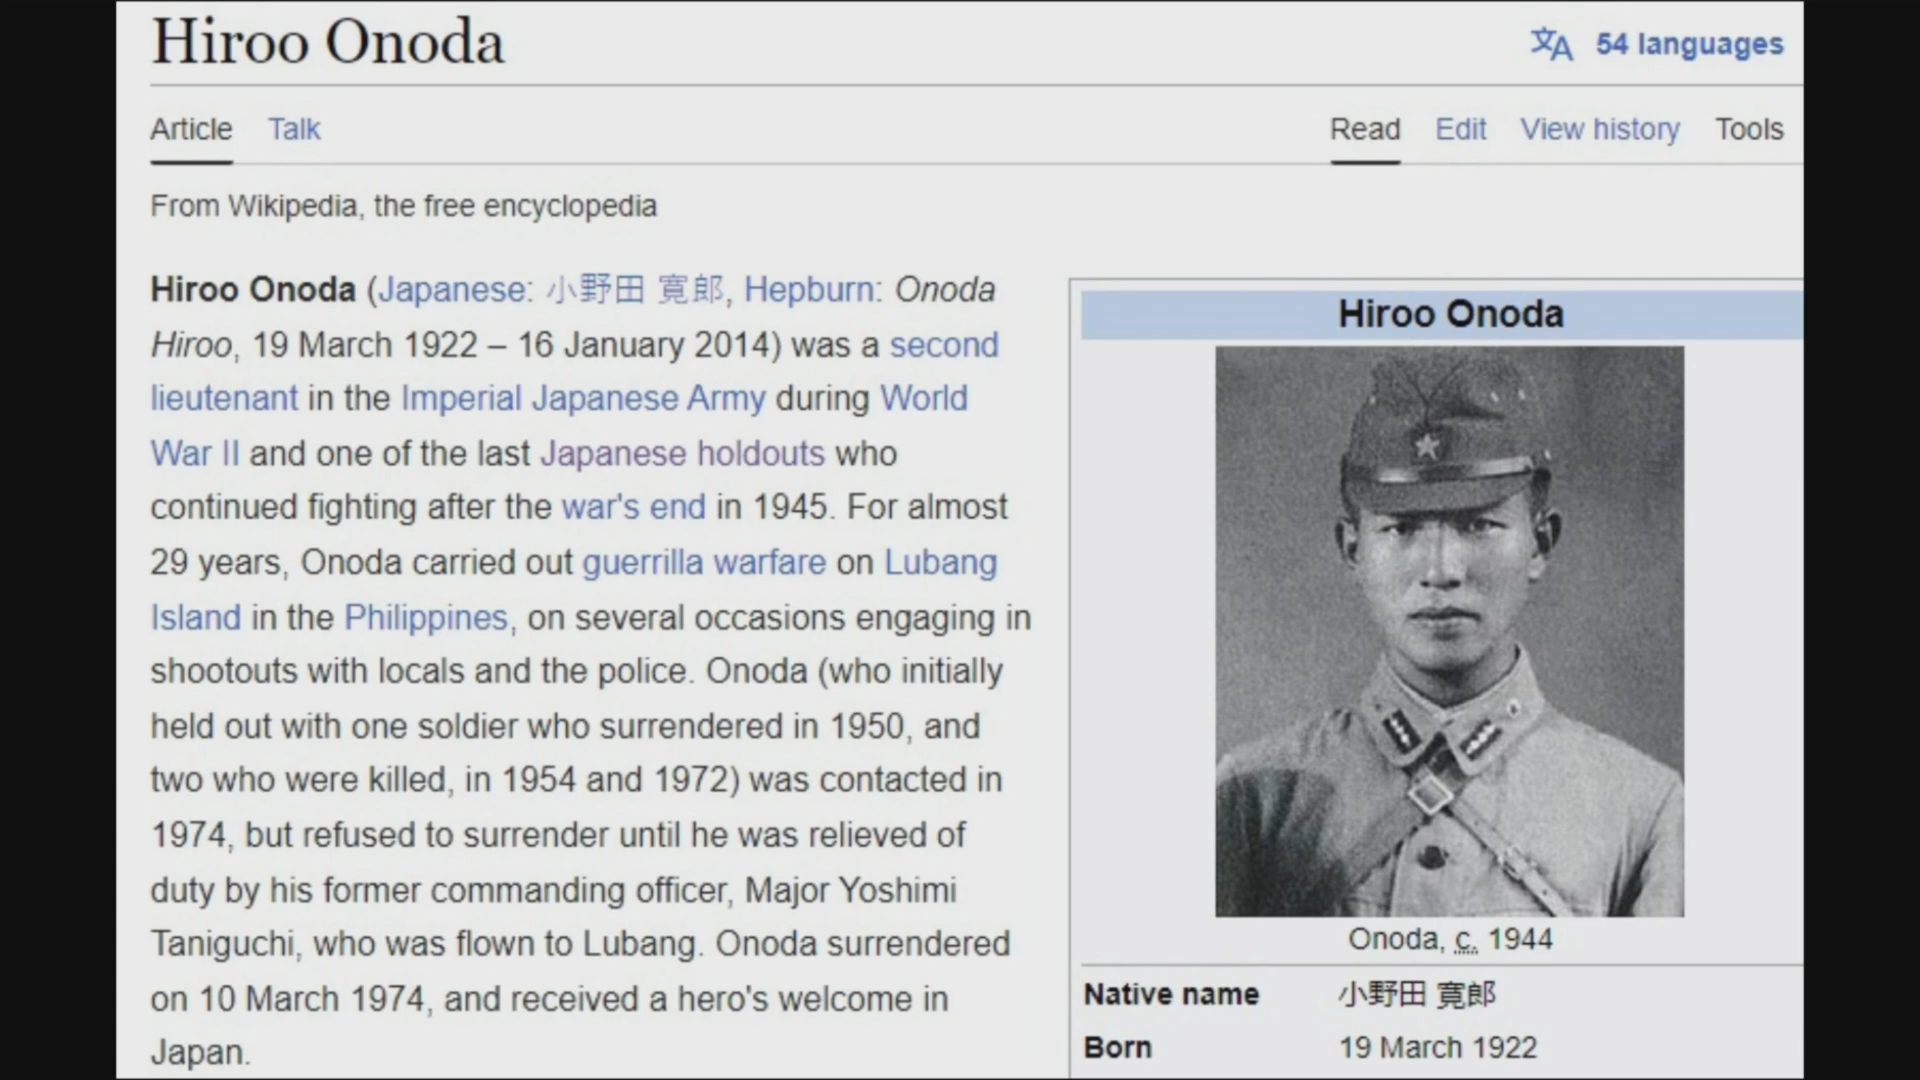 Hiroo Onoda
54 languages
Article Talk
Read Edit View history Tools
From Wikipedia, the free encyclopedia
Hiroo Onoda (Japanese: 小野田 寛郎, Hepburn: Onoda
Hiroo, 19 March 1922 – 16 January 2014) was a second
lieutenant in the Imperial Japanese Army during World
War II and one of the last Japanese holdouts who
continued fighting after the war's end in 1945. For almost
29 years, Onoda carried out guerrilla warfare on Lubang
Island in the Philippines, on several occasions engaging in
shootouts with locals and the police. Onoda (who initially
held out with one soldier who surrendered in 1950, and
two who were killed, in 1954 and 1972) was contacted in
1974, but refused to surrender until he was relieved of
duty by his former commanding officer, Major Yoshimi
Taniguchi, who was flown to Lubang. Onoda surrendered
on 10 March 1974, and received a hero's welcome in
Japan.
Hiroo Onoda
Onoda, c. 1944
Native name 小野田 寛郎
Born 19 March 1922